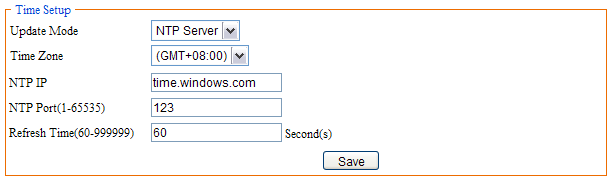 Time Setup
Update Mode NTP Server
Time Zone (GMT+08:00)
NTP IP time.windows.com
NTP Port(1-65535) 123
Refresh Time(60-999999) 60 Second(s)
Save